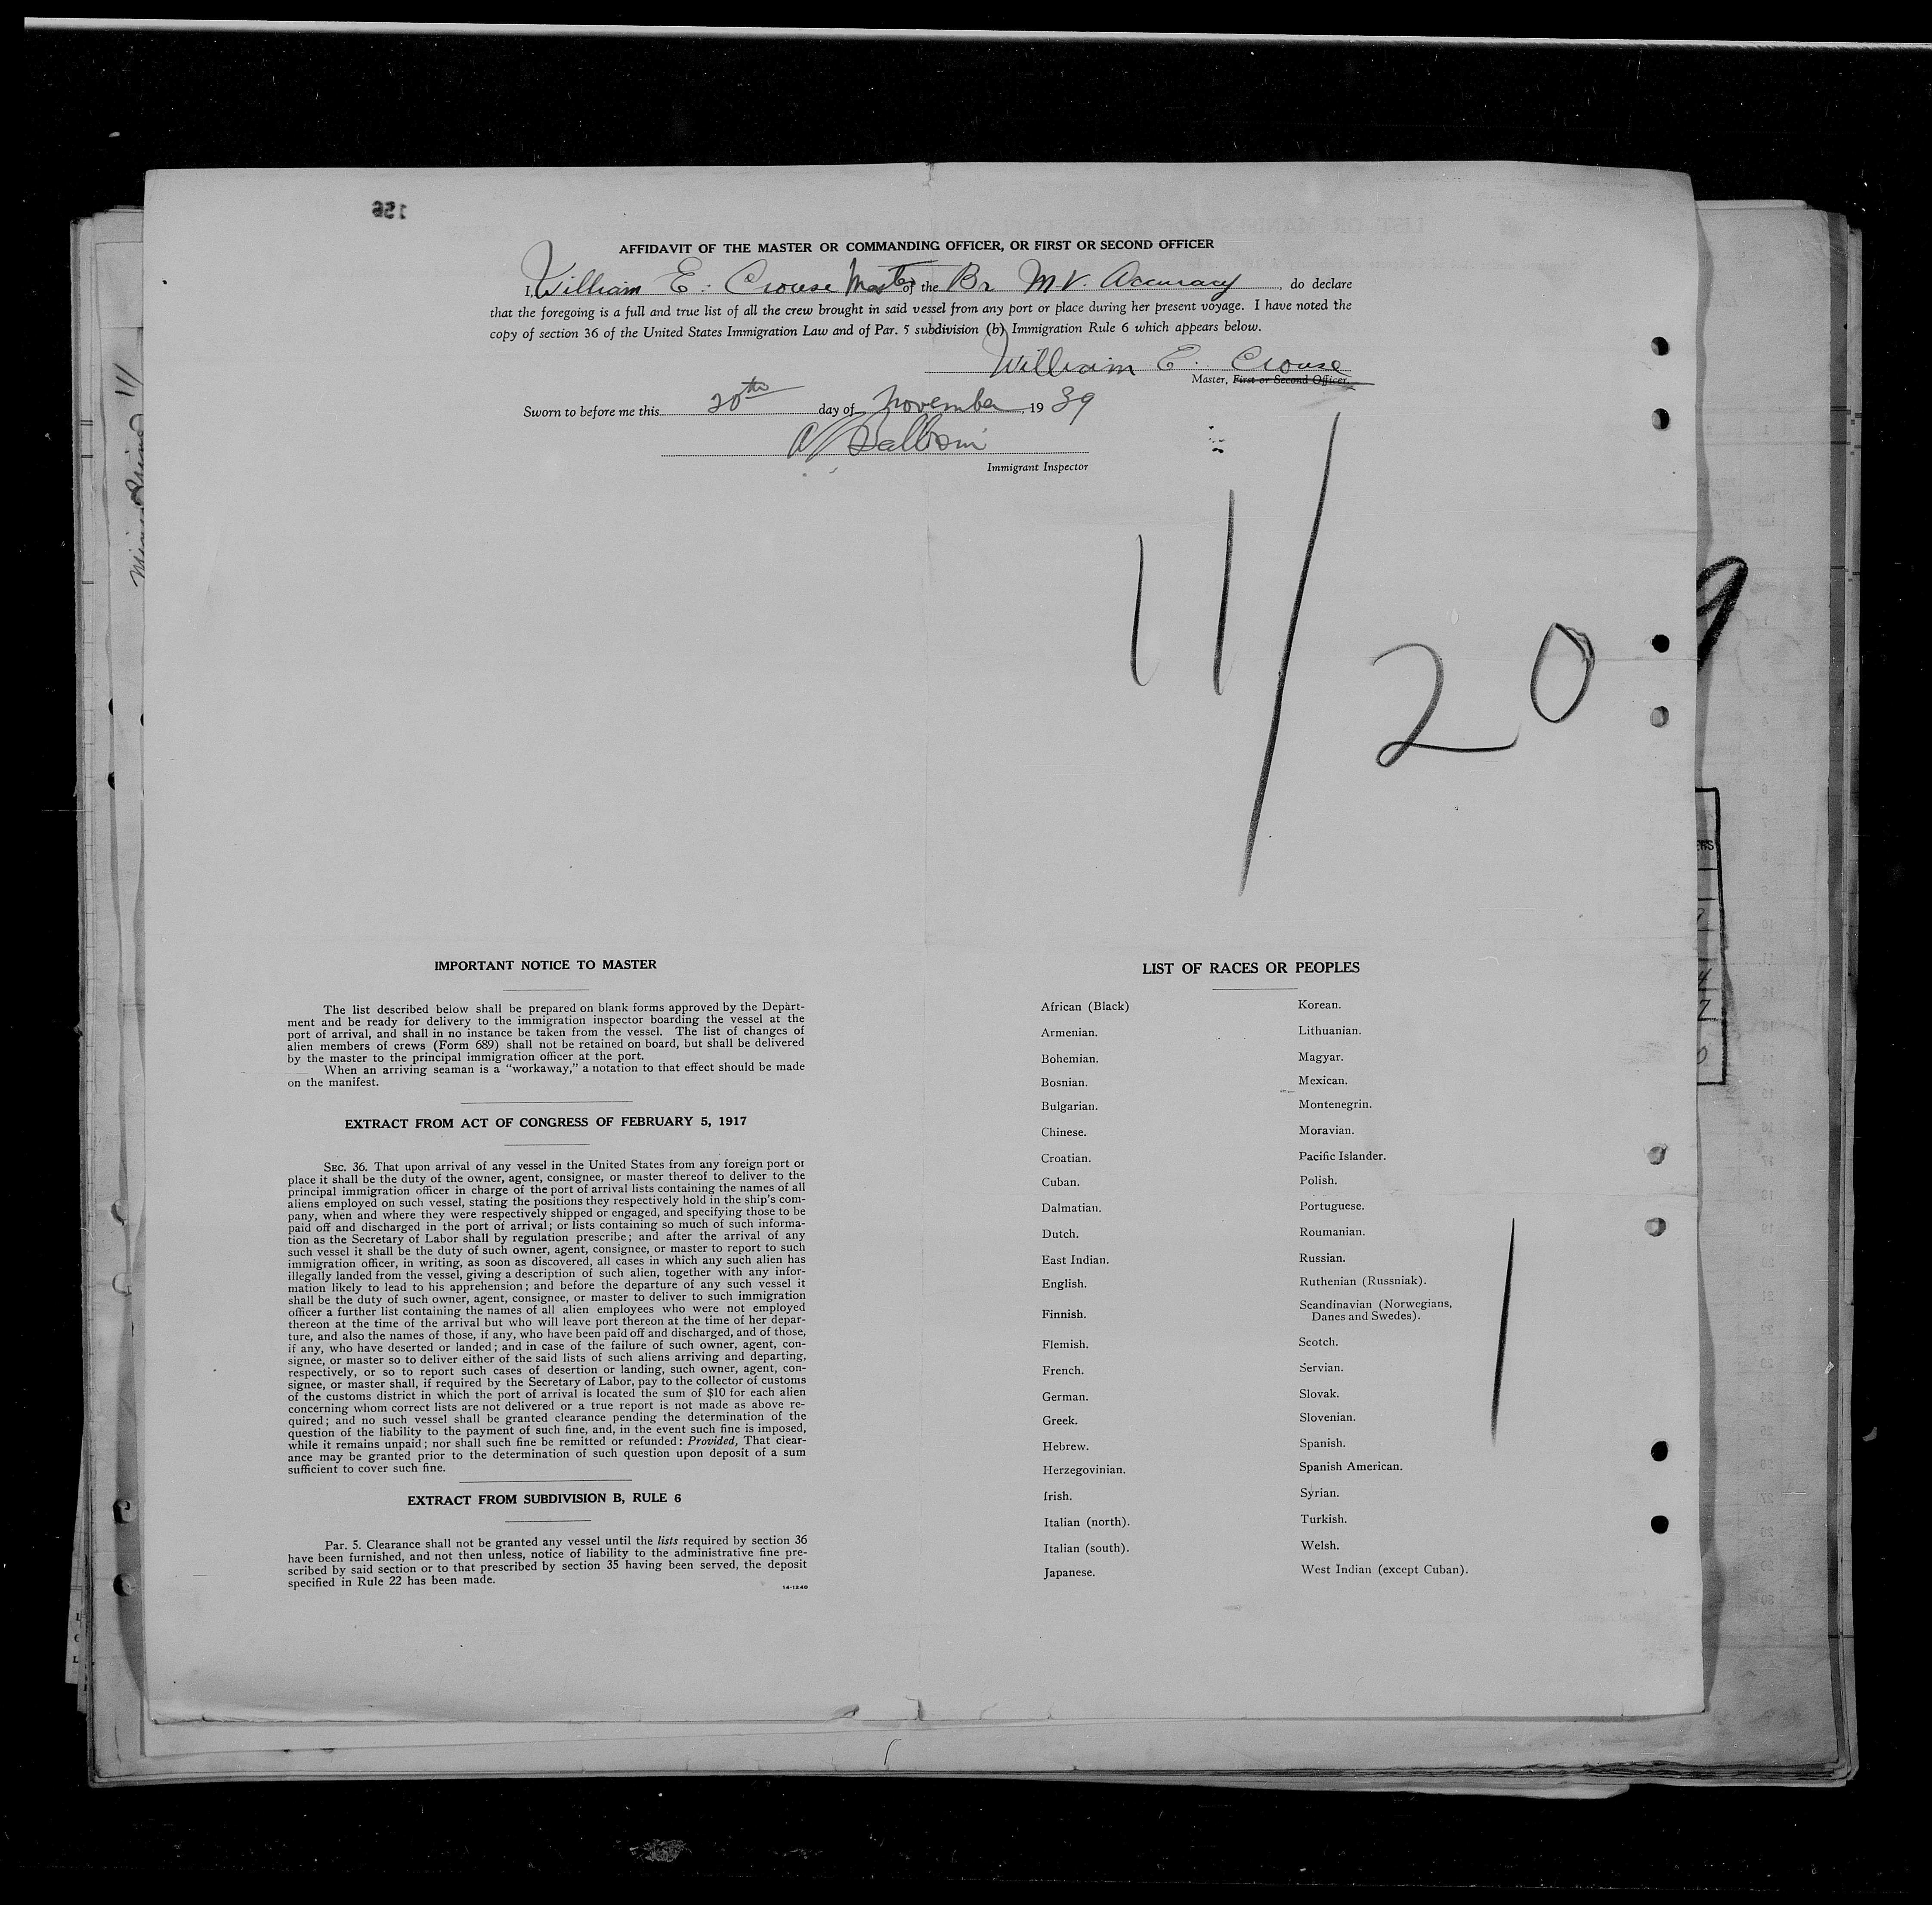 156
AFFIDAVIT OF THE MASTER OR COMMANDING OFFICER, OR FIRST OR SECOND OFFICER
I, William E. Crouse Master of the Br. M.V. Accuracy, do declare
that the foregoing is a full and true list of all the crew brought in said vessel from any port or place during her present voyage. I have noted the
copy of section 36 of the United States Immigration Law and of Par. 5 subdivision (b) Immigration Rule 6 which appears below.
William E. Crouse
Master, First or Second Officer.
Sworn to before me this 20th day of November, 1939
Immigrant Inspector
11/20
IMPORTANT NOTICE TO MASTER
The list described below shall be prepared on blank forms approved by the Depart-
ment and be ready for delivery to the immigration inspector boarding the vessel at the
port of arrival, and shall in no instance be taken from the vessel. The list of changes of
alien members of crews (Form 689) shall not be retained on board, but shall be delivered
by the master to the principal immigration officer at the port.
When an arriving seaman is a "workaway," a notation to that effect should be made
on the manifest.
EXTRACT FROM ACT OF CONGRESS OF FEBRUARY 5, 1917
SEC. 36. That upon arrival of any vessel in the United States from any foreign port or
place it shall be the duty of the owner, agent, consignee, or master thereof to deliver to the
principal immigration officer in charge of the port of arrival lists containing the names of all
aliens employed on such vessel, stating the positions they respectively hold in the ship's com-
pany, when and where they were respectively shipped or engaged, and specifying those to be
paid off and discharged in the port of arrival; or lists containing so much of such informa-
tion as the Secretary of Labor shall by regulation prescribe; and after the arrival of any
such vessel it shall be the duty of such owner, agent, consignee, or master to report to such
immigration officer, in writing, as soon as discovered, all cases in which any such alien has
illegally landed from the vessel, giving a description of such alien, together with any infor-
mation likely to lead to his apprehension; and before the departure of any such vessel it
shall be the duty of such owner, agent, consignee, or master to deliver to such immigration
officer a further list containing the names of all alien employees who were not employed
thereon at the time of the arrival but who will leave port thereon at the time of her depar-
ture, and also the names of those, if any, who have been paid off and discharged, and of those,
if any, who have deserted or landed; and in case of the failure of such owner, agent, con-
signee, or master so to deliver either of the said lists of such aliens arriving and departing,
respectively, or so to report such cases of desertion or landing, such owner, agent, con-
signee, or master shall, if required by the Secretary of Labor, pay to the collector of customs
of the customs district in which the port of arrival is located the sum of $10 for each alien
concerning whom correct lists are not delivered or a true report is not made as above re-
quired; and no such vessel shall be granted clearance pending the determination of the
question of the liability to the payment of such fine, and, in the event such fine is imposed,
while it remains unpaid; nor shall such fine be remitted or refunded: Provided, That clear-
ance may be granted prior to the determination of such question upon deposit of a sum
sufficient to cover such fine.
EXTRACT FROM SUBDIVISION B, RULE 6
Par. 5. Clearance shall not be granted any vessel until the lists required by section 36
have been furnished, and not then unless, notice of liability to the administrative fine pre-
scribed by said section or to that prescribed by section 35 having been served, the deposit
specified in Rule 22 has been made.
14-1240
LIST OF RACES OR PEOPLES
African (Black)
Armenian.
Bohemian.
Bosnian.
Bulgarian.
Chinese.
Croatian.
Cuban.
Dalmatian.
Dutch.
East Indian.
English.
Finnish.
Flemish.
French.
German.
Greek.
Hebrew.
Herzegovinian.
Irish.
Italian (north).
Italian (south).
Japanese.
Korean.
Lithuanian.
Magyar.
Mexican.
Montenegrin.
Moravian.
Pacific Islander.
Polish.
Portuguese.
Roumanian.
Russian.
Ruthenian (Russniak).
Scandinavian (Norwegians,
Danes and Swedes).
Scotch.
Servian.
Slovak.
Slovenian.
Spanish.
Spanish American.
Syrian.
Turkish.
Welsh.
West Indian (except Cuban).